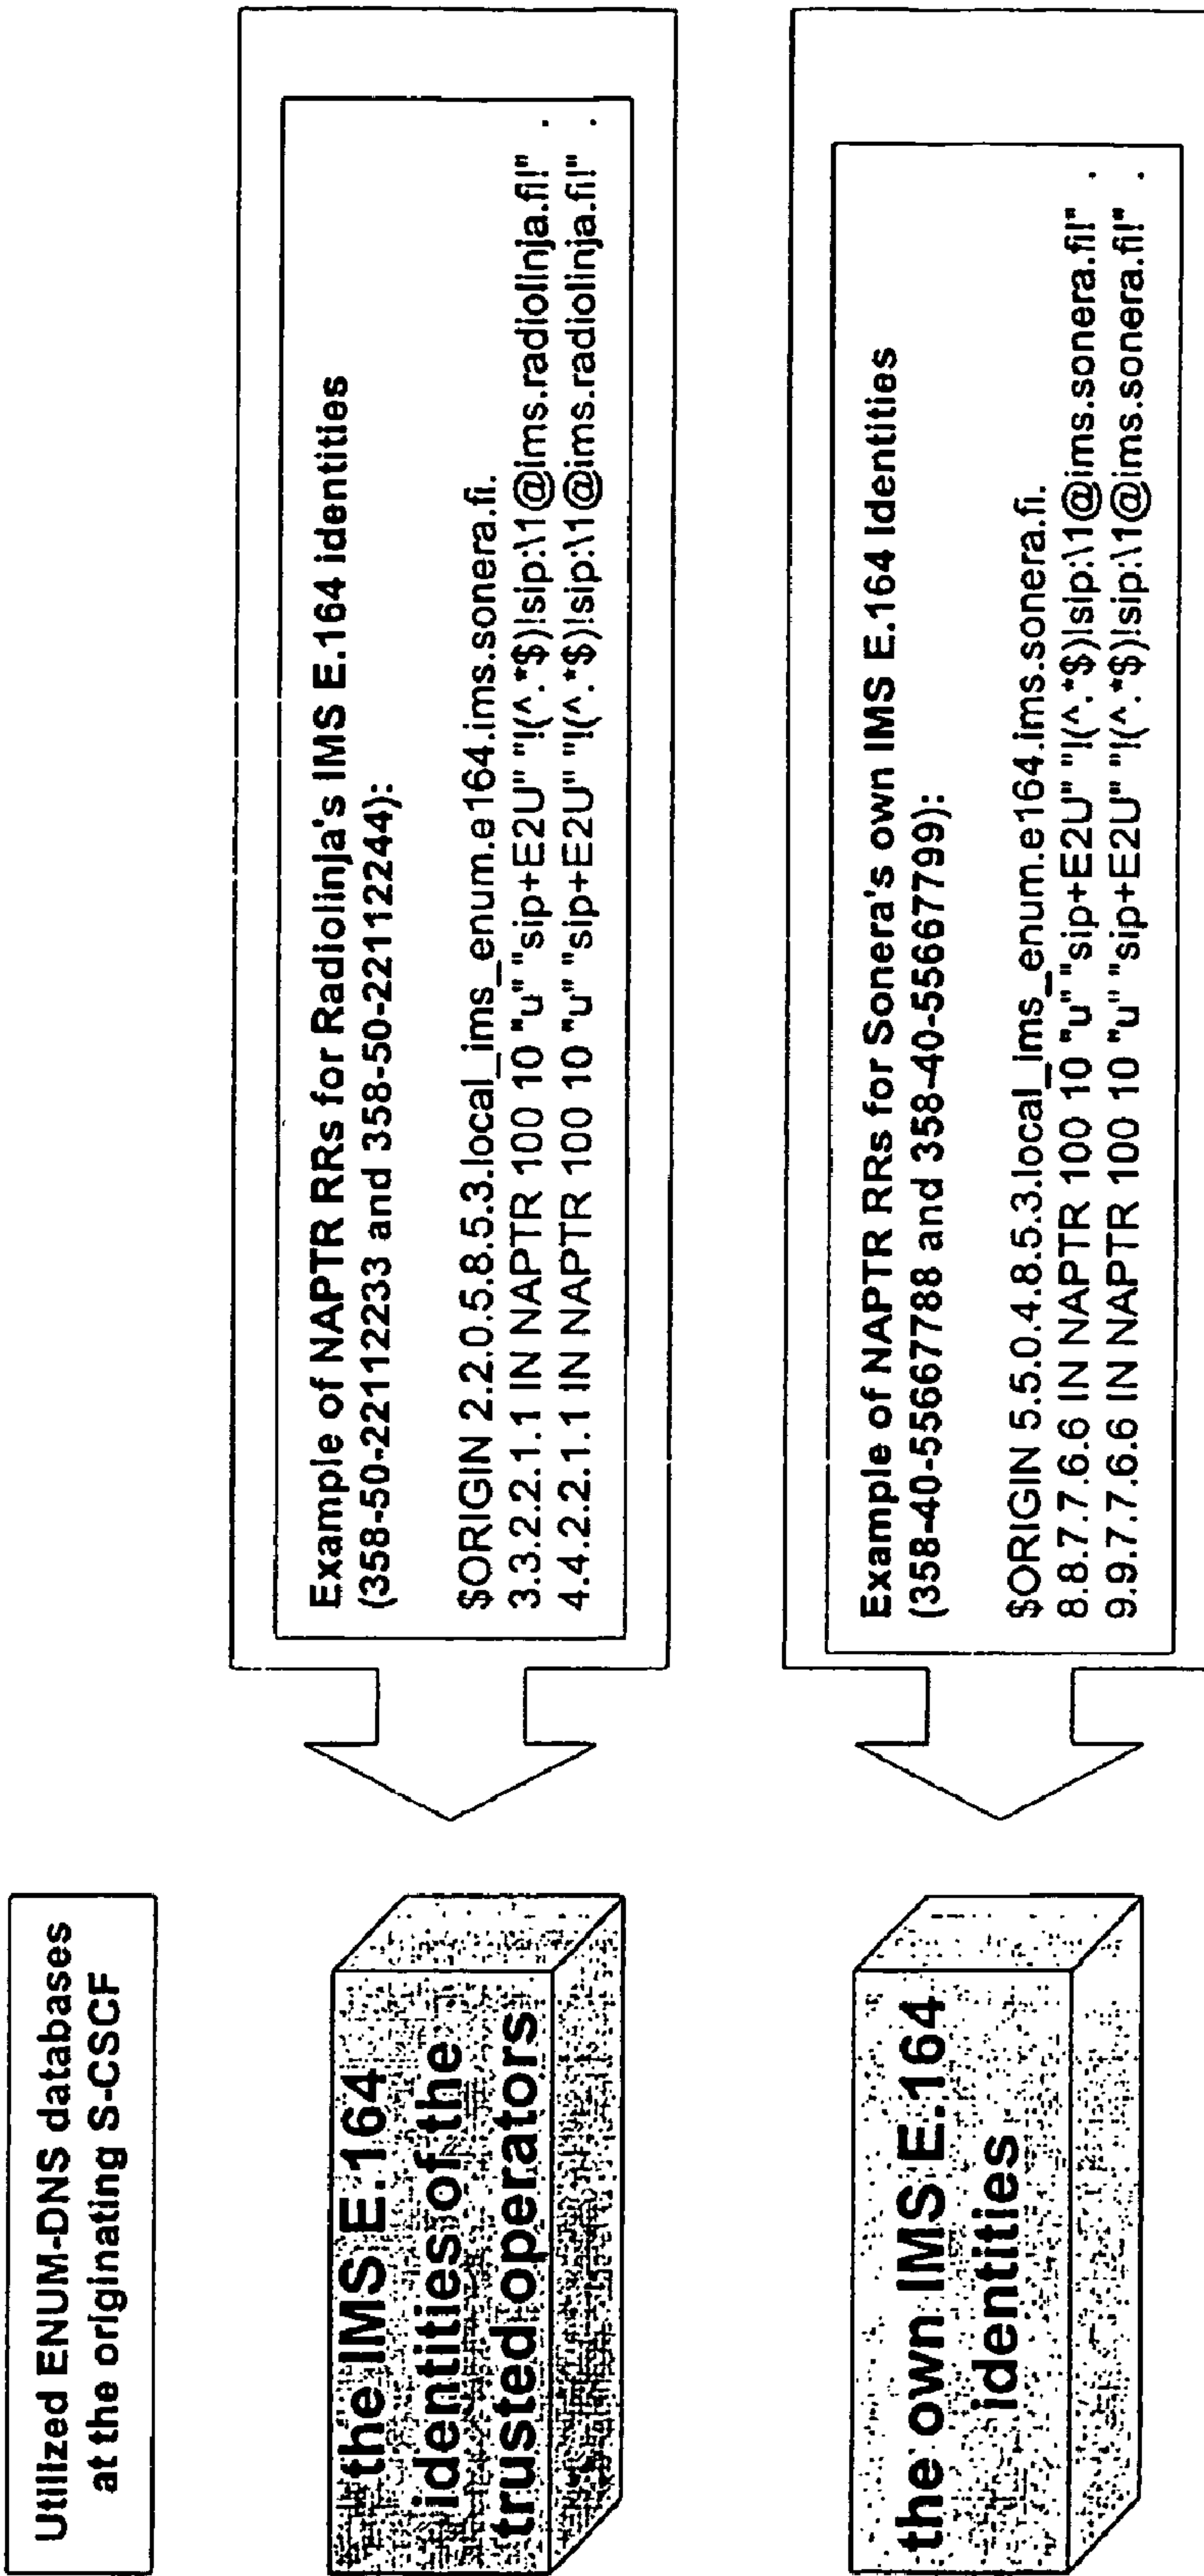 Utilized ENUM-DNS databases
at the originating S-CSCF
the IMS E.164
identities of the
trusted operators
Example of NAPTR RRs for Radiolinja's IMS E.164 identities
(358-50-22112233 and 358-50-22112244):
$ORIGIN 2.2.0.5.8.5.3.local_ims_enum.e164.ims.sonera.fi.
3.3.2.2.1.1 IN NAPTR 100 10 "u" "sip+E2U" "!(^.*$)!sip:\1@ims.radiolinja.fi!" .
4.4.2.2.1.1 IN NAPTR 100 10 "u" "sip+E2U" "!(^.*$)!sip:\1@ims.radiolinja.fi!" .
the own IMS E.164
identities
Example of NAPTR RRs for Sonera's own IMS E.164 Identities
(358-40-55667788 and 358-40-55667799):
$ORIGIN 5.5.0.4.8.5.3.local_ims_enum.e164.ims.sonera.fi.
8.8.7.7.6.6 IN NAPTR 100 10 "u" "sip+E2U" "!(^.*$)!sip:\1@ims.sonera.fi!" .
9.9.7.7.6.6 IN NAPTR 100 10 "u" "sip+E2U" "!(^.*$)!sip:\1@ims.sonera.fi!" .